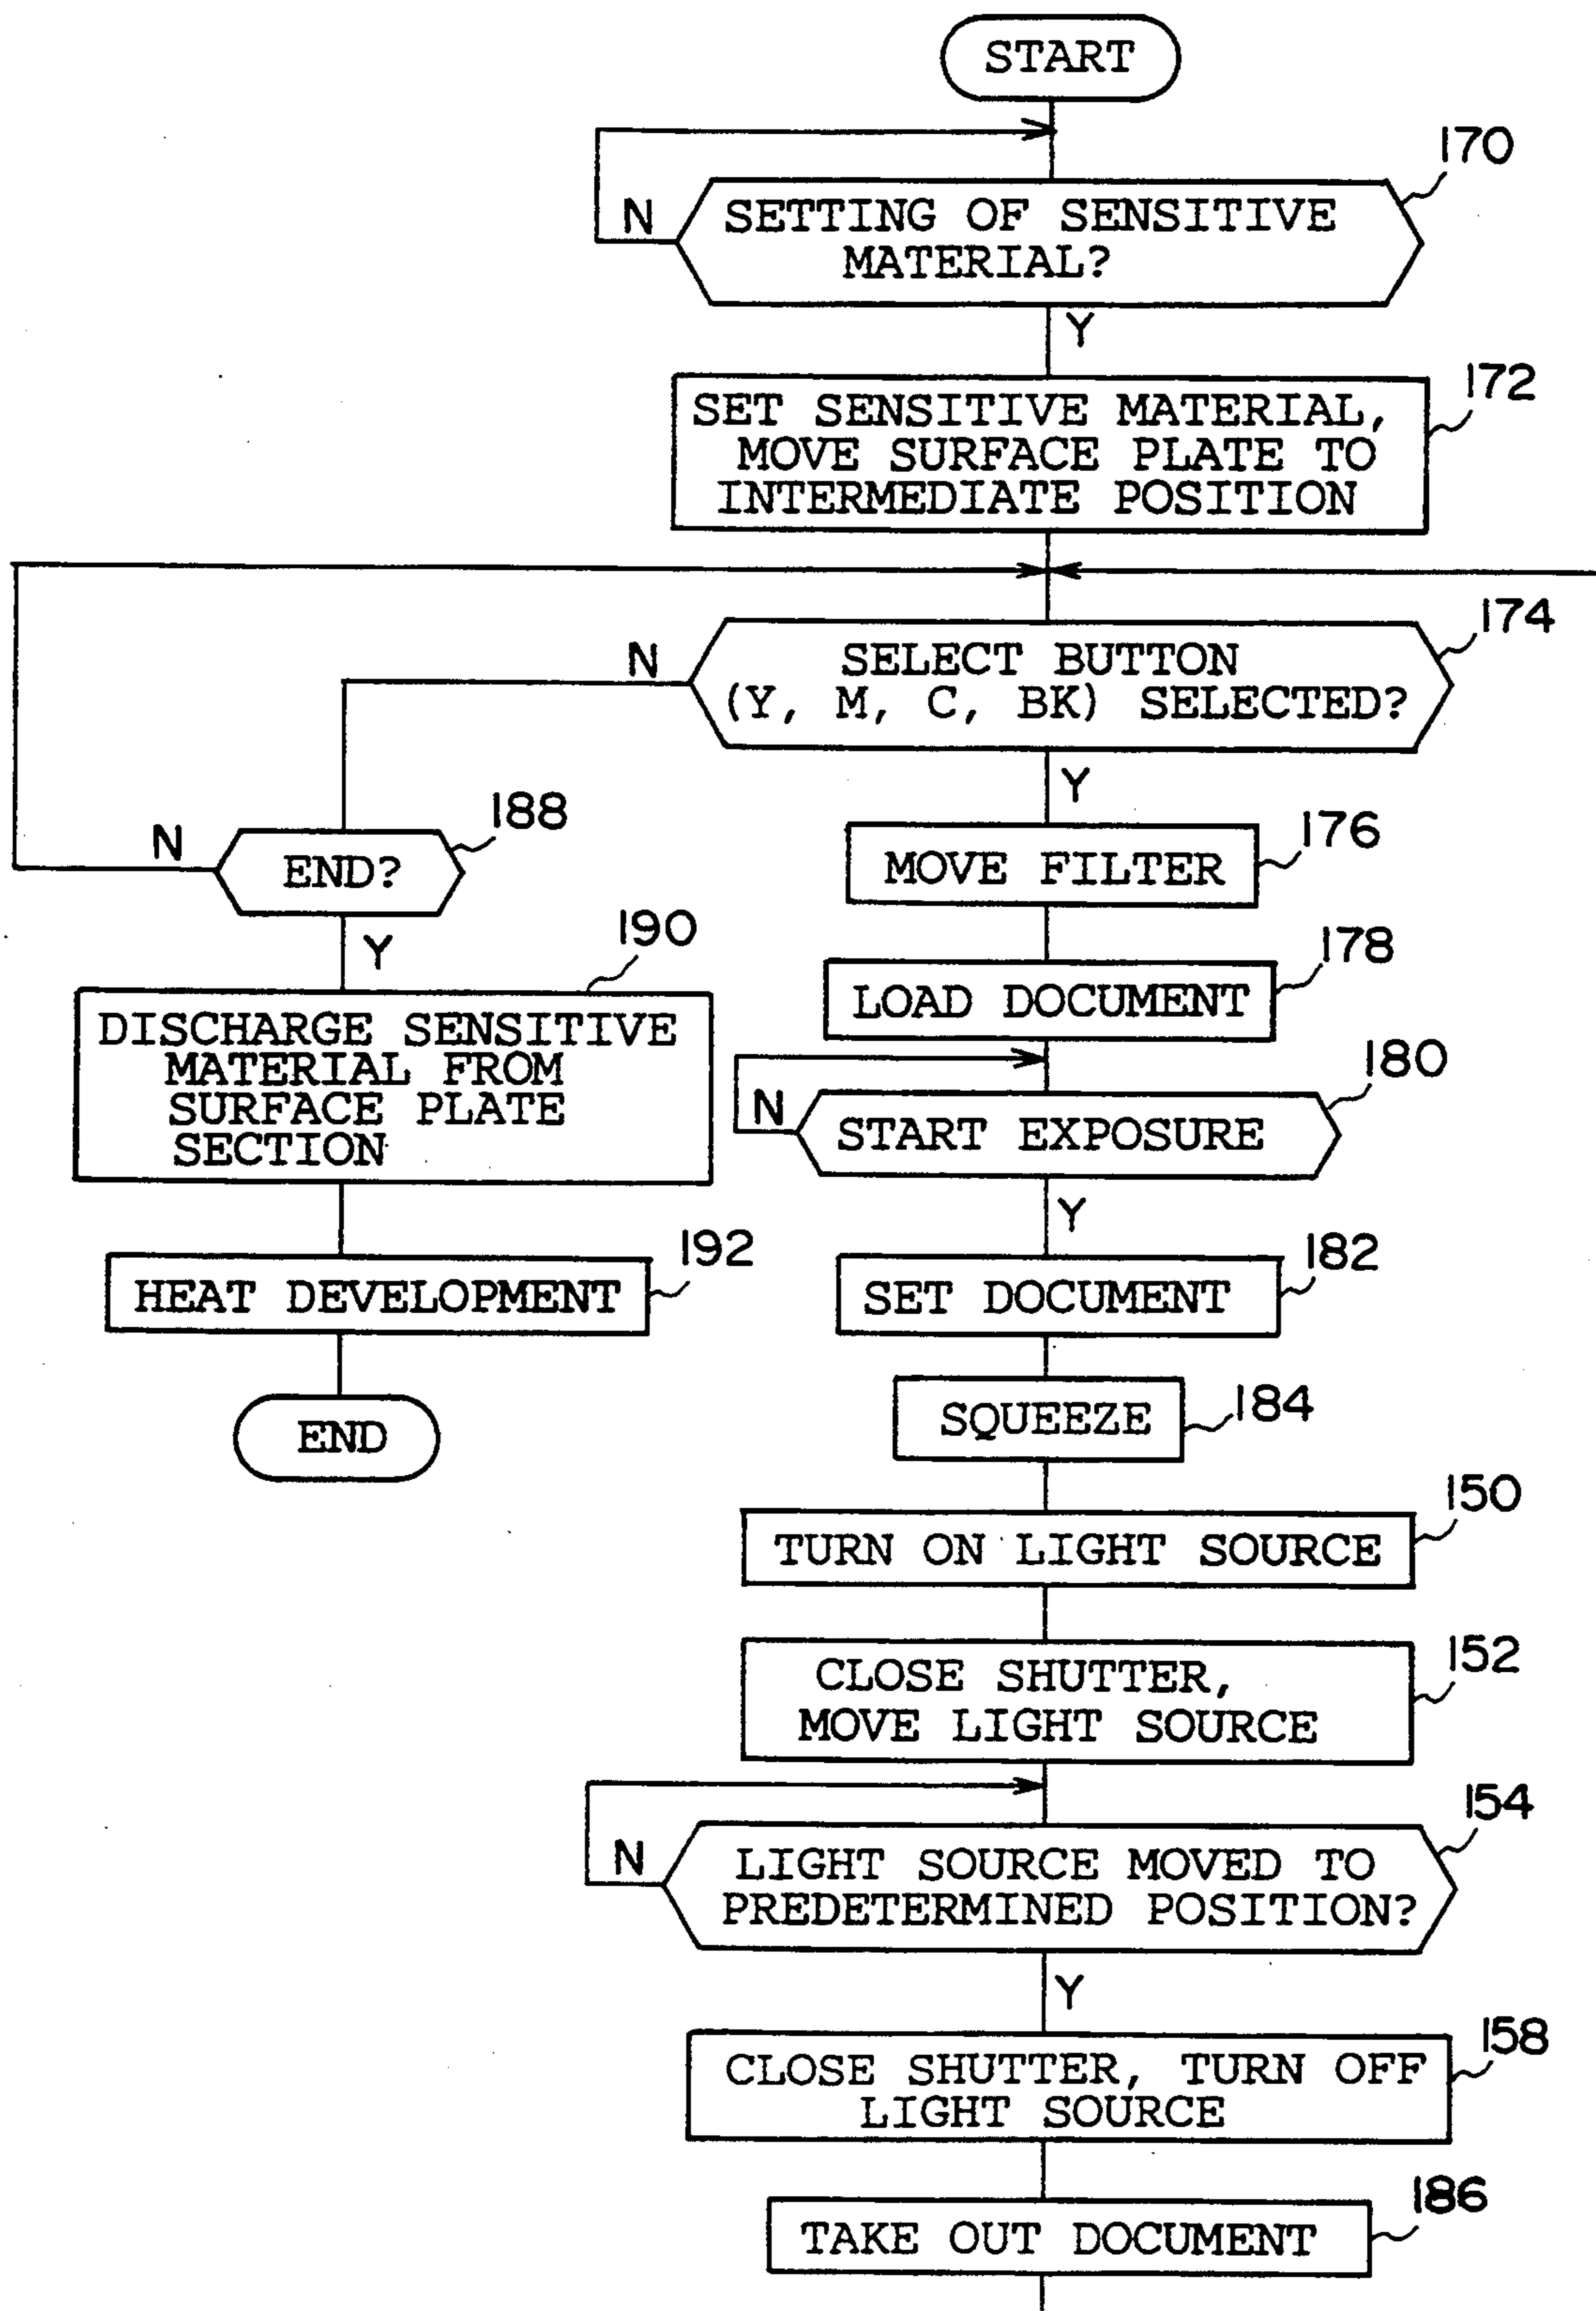 START
170
N
SETTING OF SENSITIVE
MATERIAL?
Y
172
SET SENSITIVE MATERIAL,
MOVE SURFACE PLATE TO
INTERMEDIATE POSITION
174
N
SELECT BUTTON
(Y, M, C, BK) SELECTED?
Y
188
N
END?
Y
190
DISCHARGE SENSITIVE
MATERIAL FROM
SURFACE PLATE
SECTION
192
HEAT DEVELOPMENT
END
176
MOVE FILTER
178
LOAD DOCUMENT
180
N
START EXPOSURE
Y
182
SET DOCUMENT
184
SQUEEZE
150
TURN ON LIGHT SOURCE
152
CLOSE SHUTTER,
MOVE LIGHT SOURCE
154
N
LIGHT SOURCE MOVED TO
PREDETERMINED POSITION?
Y
158
CLOSE SHUTTER, TURN OFF
LIGHT SOURCE
186
TAKE OUT DOCUMENT